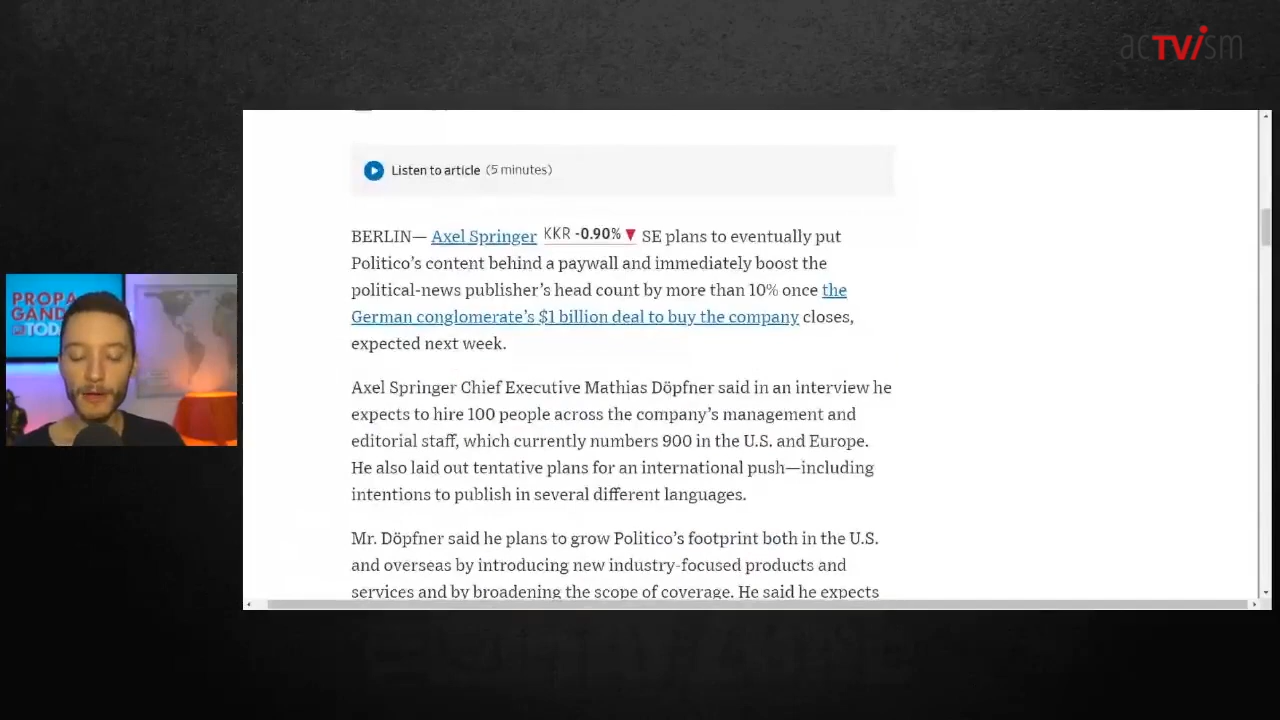 acTViSm
Listen to article (5 minutes)
BERLIN— Axel Springer KKR -0.90% SE plans to eventually put
Politico’s content behind a paywall and immediately boost the
political-news publisher’s head count by more than 10% once the
German conglomerate’s $1 billion deal to buy the company closes,
expected next week.
Axel Springer Chief Executive Mathias Döpfner said in an interview he
expects to hire 100 people across the company’s management and
editorial staff, which currently numbers 900 in the U.S. and Europe.
He also laid out tentative plans for an international push—including
intentions to publish in several different languages.
Mr. Döpfner said he plans to grow Politico’s footprint both in the U.S.
and overseas by introducing new industry-focused products and
services and by broadening the scope of coverage. He said he expects
PROPA
GAND
TOD